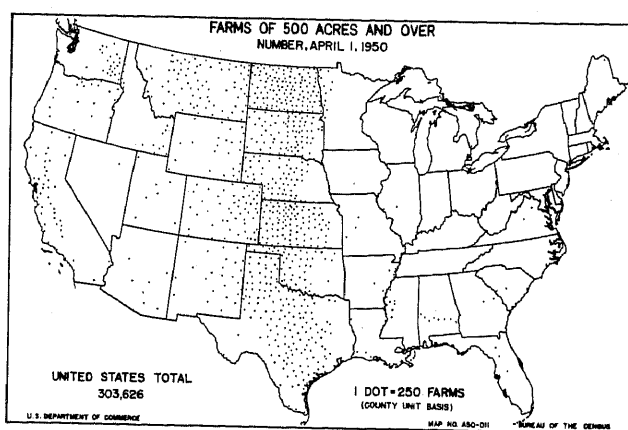 FARMS OF 500 ACRES AND OVER
NUMBER, APRIL 1, 1950
UNITED STATES TOTAL
303,626
1 DOT=250 FARMS
(COUNTY UNIT BASIS)
U.S. DEPARTMENT OF COMMERCE
MAP NO. A50-011
BUREAU OF THE CENSUS